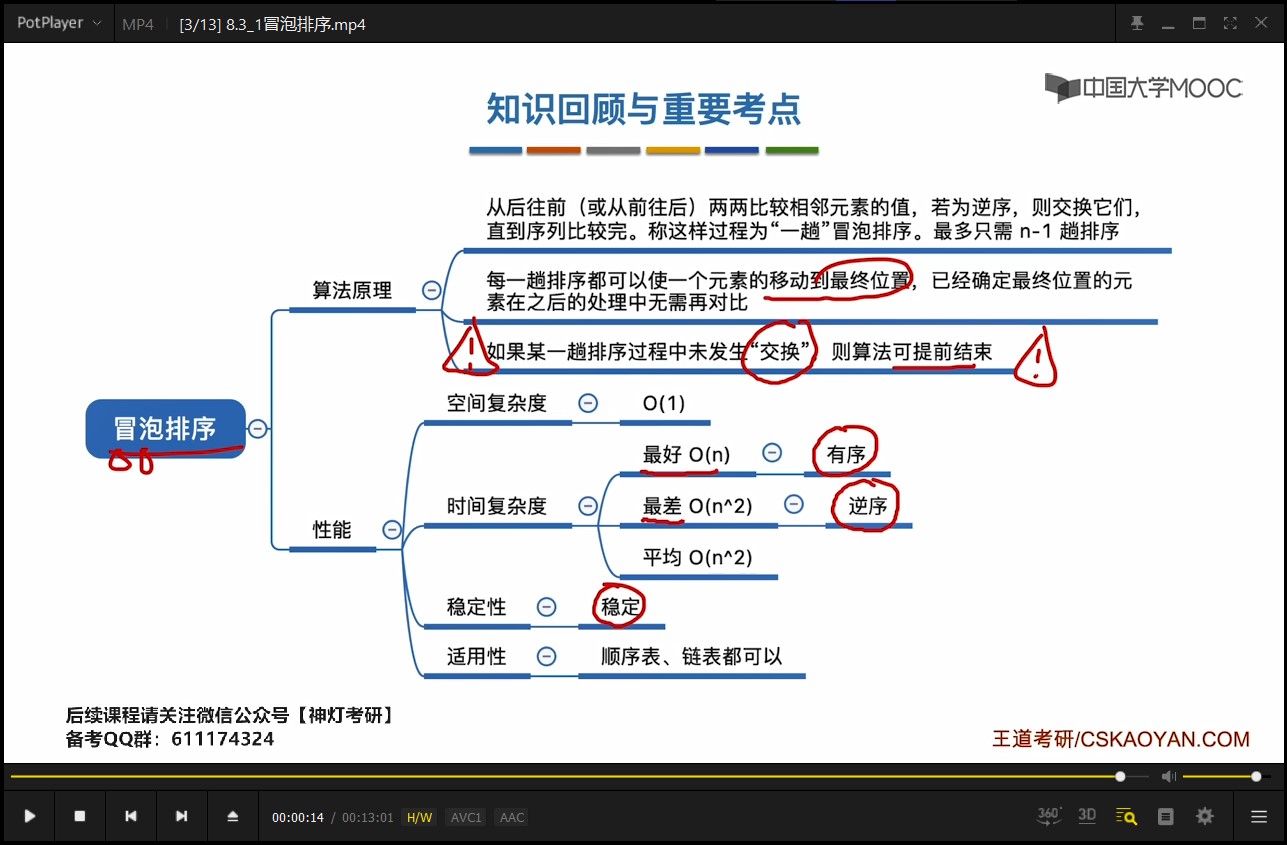 PotPlayer MP4 [3/13] 8.3_1冒泡排序.mp4
中国大学MOOC
知识回顾与重要考点
从后往前（或从前往后）两两比较相邻元素的值，若为逆序，则交换它们，
直到序列比较完。称这样过程为“一趟”冒泡排序。最多只需 n-1 趟排序
算法原理
每一趟排序都可以使一个元素的移动到最终位置，已经确定最终位置的元
素在之后的处理中无需再对比
如果某一趟排序过程中未发生“交换” 则算法可提前结束
冒泡排序
空间复杂度
O(1)
最好 O(n)
有序
时间复杂度
最差 O(n^2)
逆序
平均 O(n^2)
性能
稳定性
稳定
适用性
顺序表、链表都可以
后续课程请关注微信公众号【神灯考研】
备考QQ群：611174324
王道考研/CSKAOYAN.COM
00:00:14 / 00:13:01 H/W AVC1 AAC
360° 3D